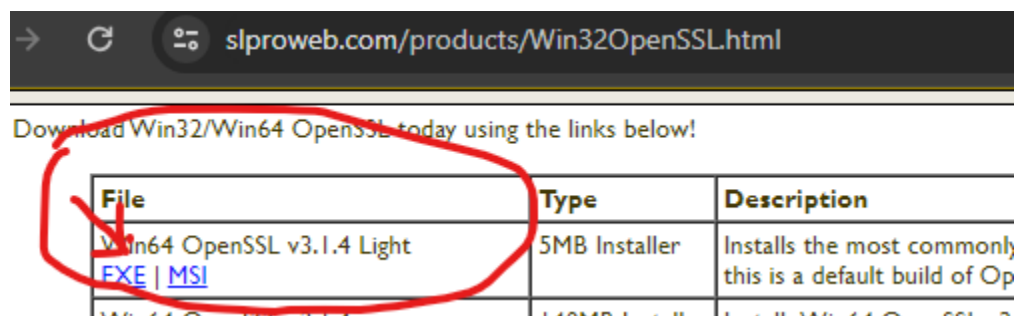 slproweb.com/products/Win32OpenSSL.html
Download Win32/Win64 OpenSSL today using the links below!
File Type Description
Win64 OpenSSL v3.1.4 Light 5MB Installer Installs the most commonly
EXE | MSI this is a default build of Op